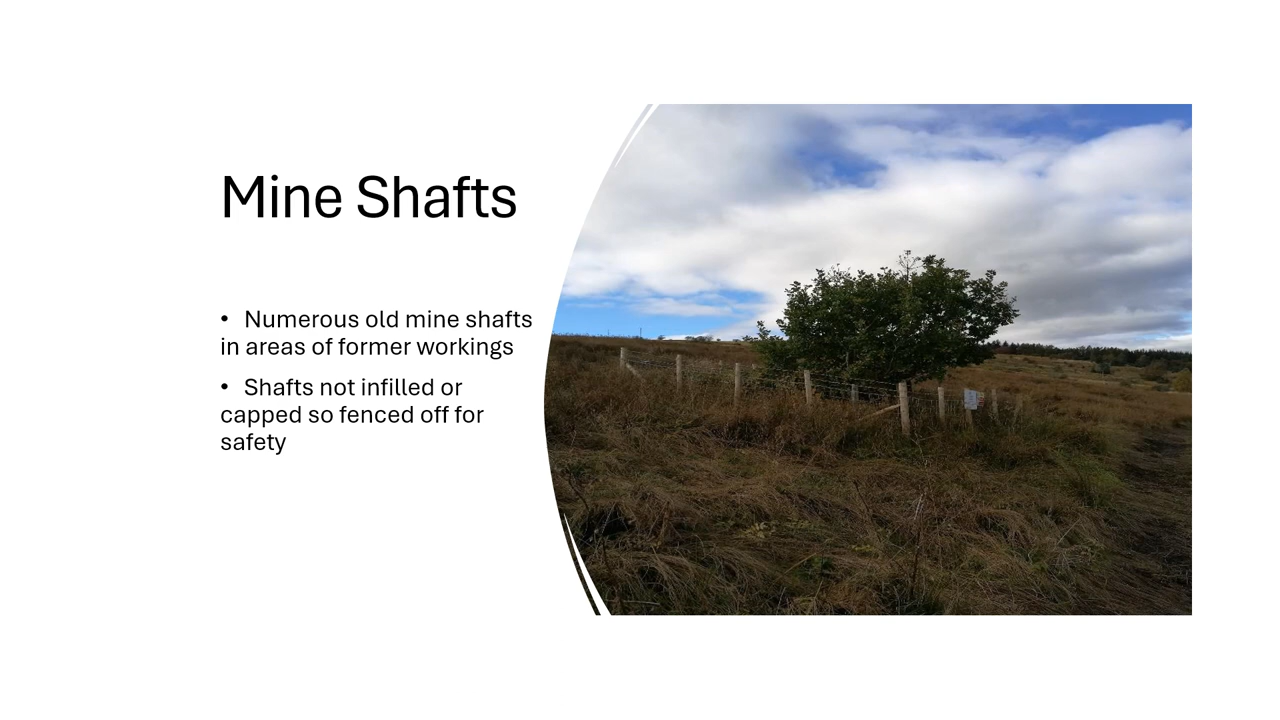 Mine Shafts
• Numerous old mine shafts
in areas of former workings
• Shafts not infilled or
capped so fenced off for
safety